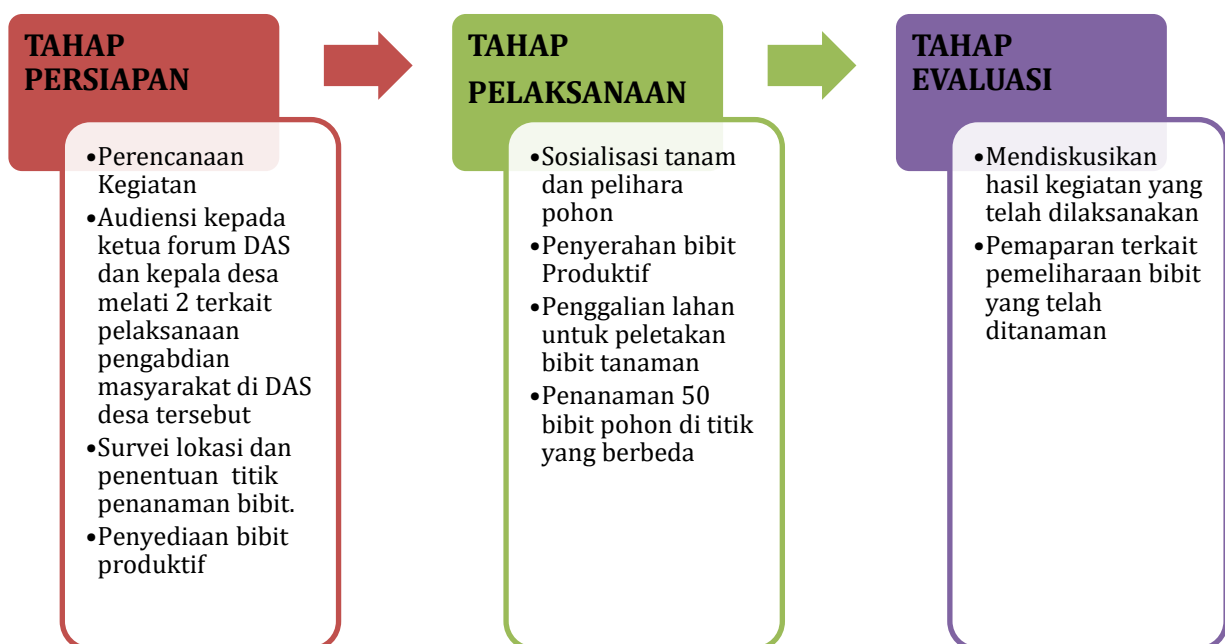 TAHAP
PERSIAPAN
•Perencanaan
Kegiatan
•Audiensi kepada
ketua forum DAS
dan kepala desa
melati 2 terkait
pelaksanaan
pengabdian
masyarakat di DAS
desa tersebut
•Survei lokasi dan
penentuan  titik
penanaman bibit.
•Penyediaan bibit
produktif
TAHAP
PELAKSANAAN
•Sosialisasi tanam
dan pelihara
pohon
•Penyerahan bibit
Produktif
•Penggalian lahan
untuk peletakan
bibit tanaman
•Penanaman 50
bibit pohon di titik
yang berbeda
TAHAP
EVALUASI
•Mendiskusikan
hasil kegiatan yang
telah dilaksanakan
•Pemaparan terkait
pemeliharaan bibit
yang telah
ditanaman